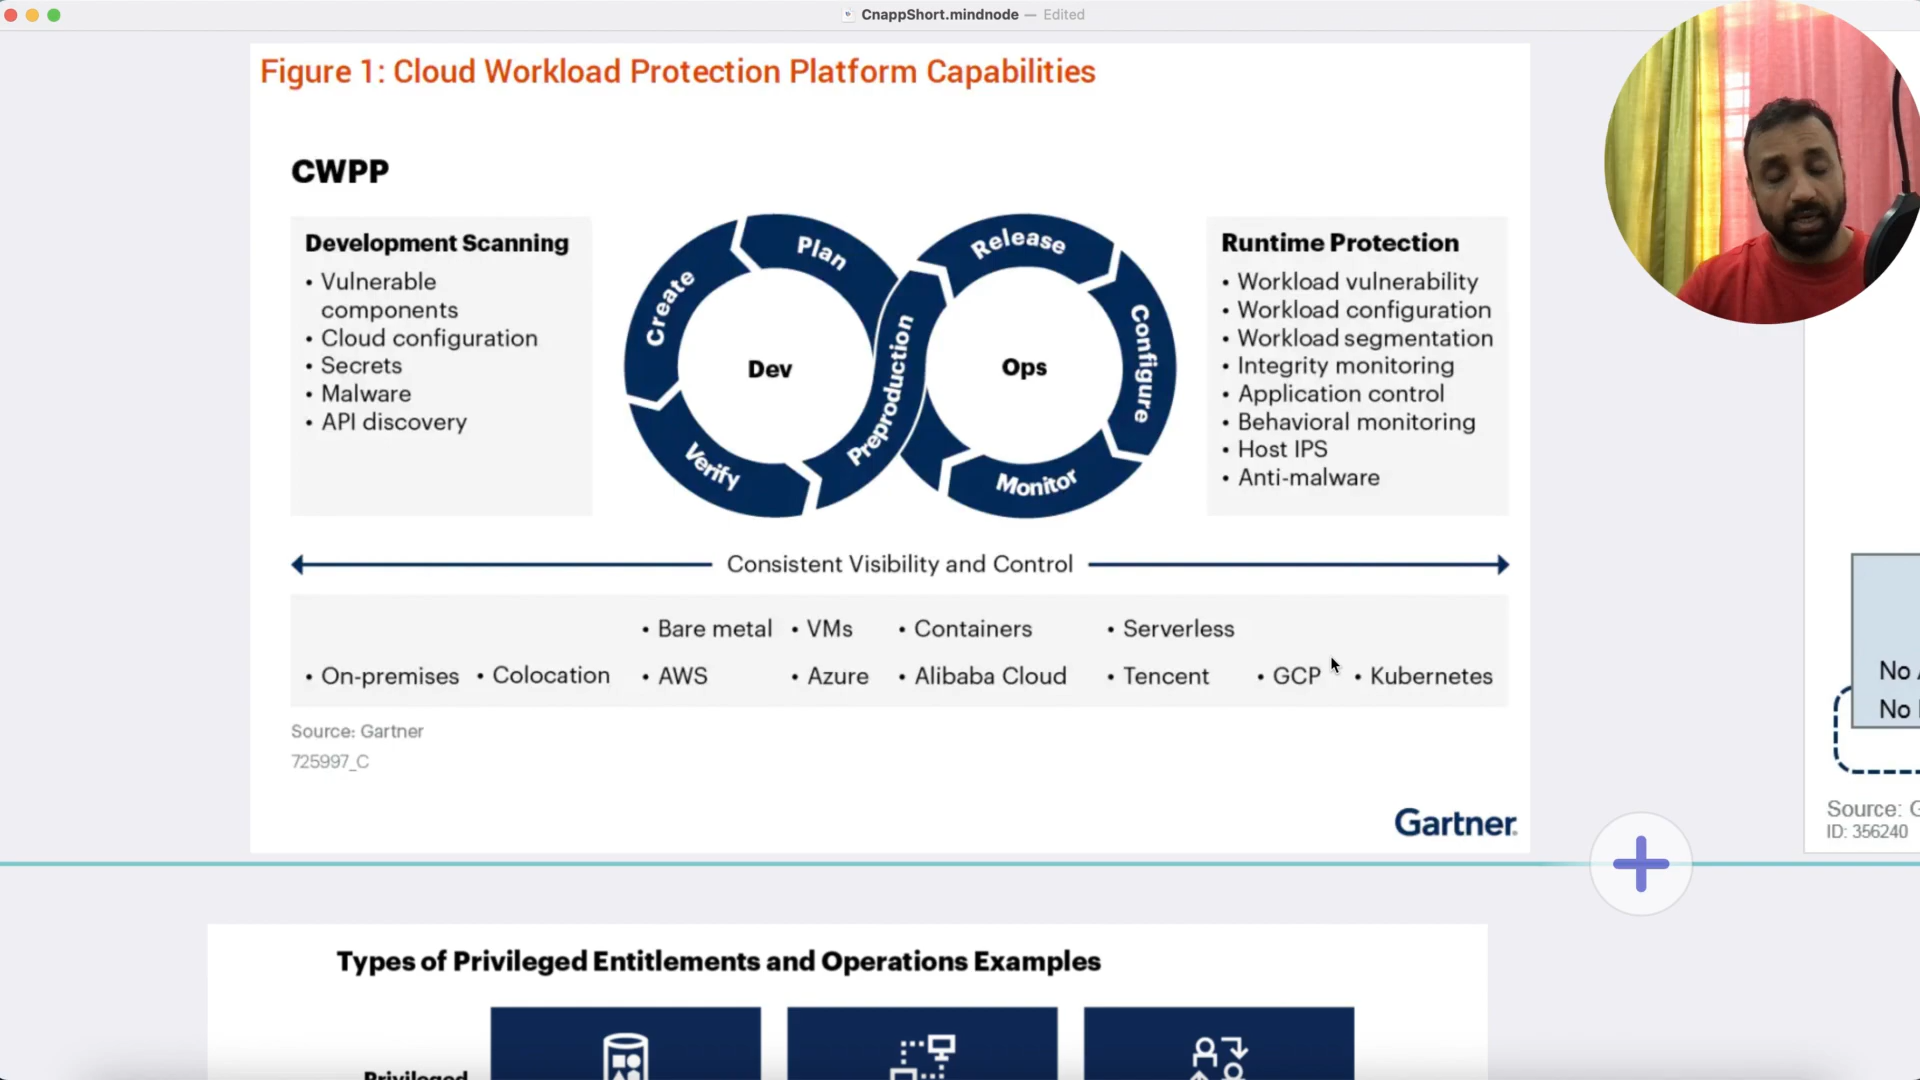 CnappShort.mindnode — Edited
Figure 1: Cloud Workload Protection Platform Capabilities
CWPP
Development Scanning
• Vulnerable
components
• Cloud configuration
• Secrets
• Malware
• API discovery
Create
Plan
Verify
Dev
Preproduction
Release
Configure
Monitor
Ops
Runtime Protection
• Workload vulnerability
• Workload configuration
• Workload segmentation
• Integrity monitoring
• Application control
• Behavioral monitoring
• Host IPS
• Anti-malware
Consistent Visibility and Control
• Bare metal • VMs • Containers • Serverless
• On-premises • Colocation • AWS • Azure • Alibaba Cloud • Tencent • GCP • Kubernetes
Source: Gartner
725997_C
Gartner
No
No
Source: G
ID: 356240
Types of Privileged Entitlements and Operations Examples
Privileged